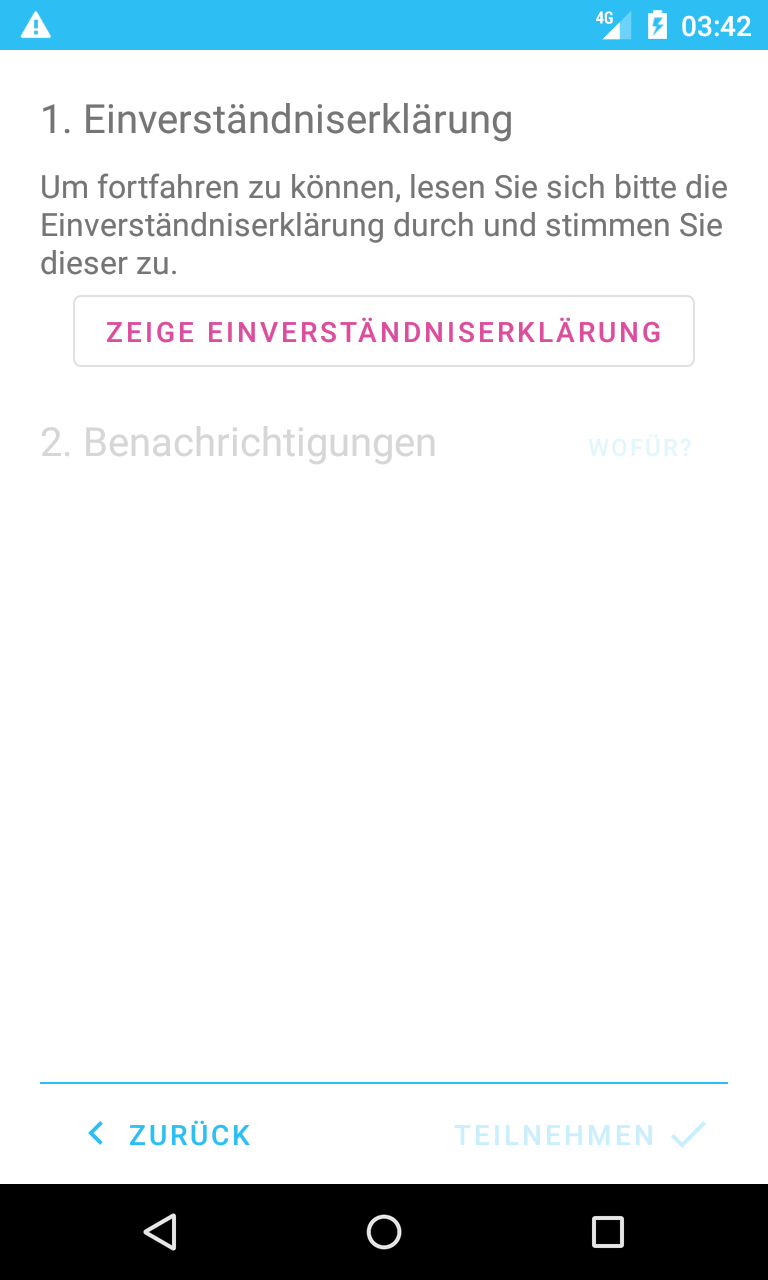 4G 03:42
1. Einverständniserklärung
Um fortfahren zu können, lesen Sie sich bitte die
Einverständniserklärung durch und stimmen Sie
dieser zu.
ZEIGE EINVERSTÄNDNISERKLÄRUNG
2. Benachrichtigungen WOFÜR?
ZURÜCK TEILNEHMEN